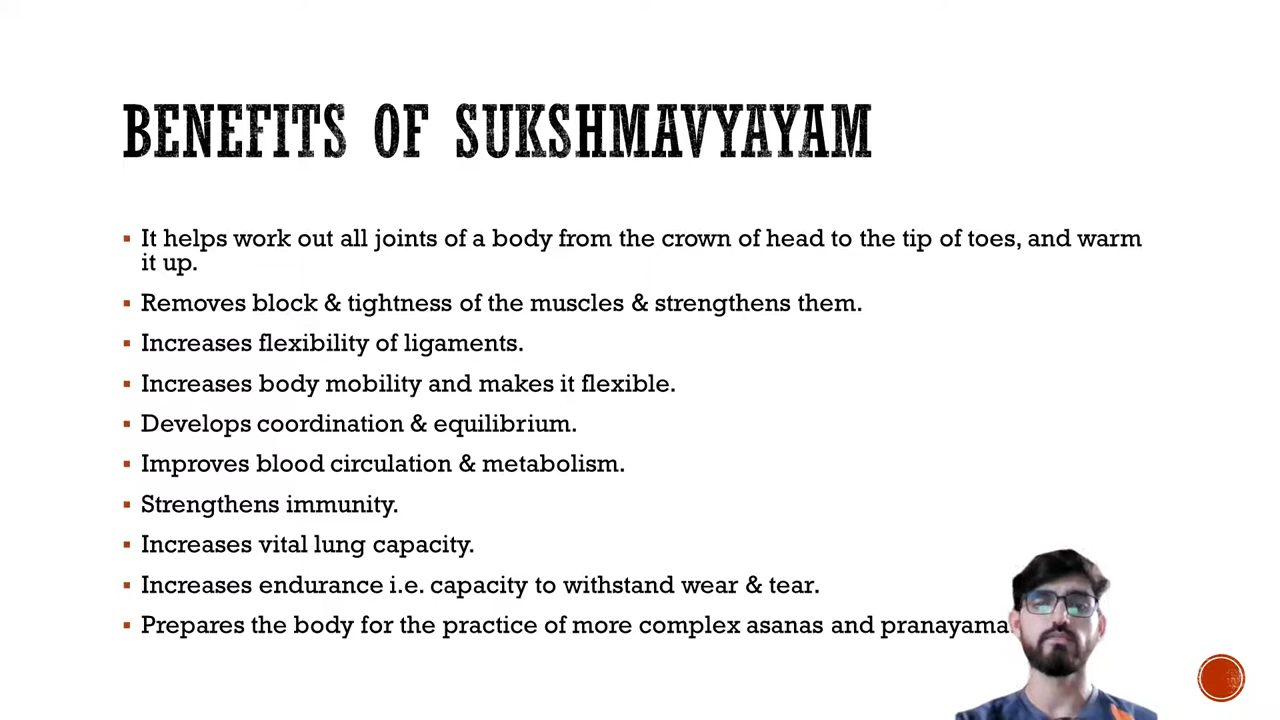 BENEFITS OF SUKSHMAVYAYAM
It helps work out all joints of a body from the crown of head to the tip of toes, and warm
it up.
Removes block & tightness of the muscles & strengthens them.
Increases flexibility of ligaments.
Increases body mobility and makes it flexible.
Develops coordination & equilibrium.
Improves blood circulation & metabolism.
Strengthens immunity.
Increases vital lung capacity.
Increases endurance i.e. capacity to withstand wear & tear.
Prepares the body for the practice of more complex asanas and pranayama.